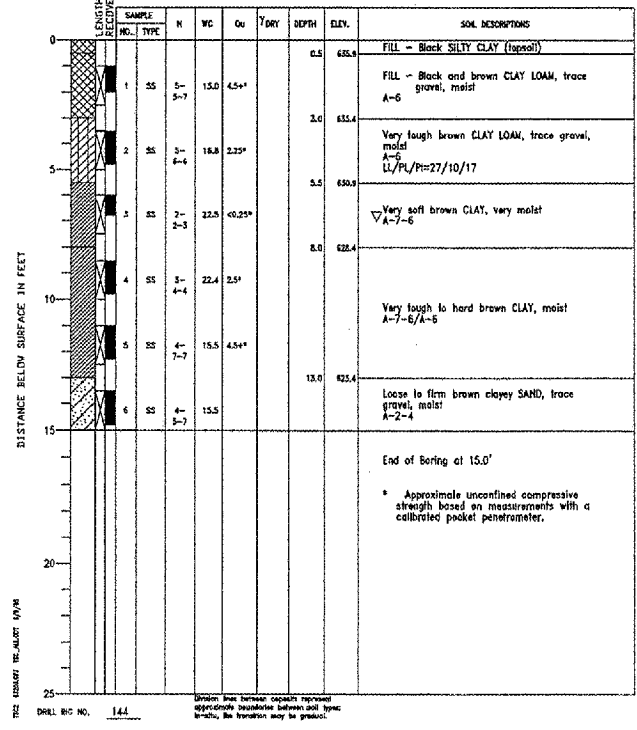 LENGTH RECOVERY SAMPLE N WC Qu γDRY DEPTH ELEV. SOIL DESCRIPTIONS
NO. TYPE
0
FILL - Black SILTY CLAY (topsoil)
0.5 635.9
1 SS 5- 15.0 4.5+*
5-7
FILL - Black and brown CLAY LOAM, trace
gravel, moist
A-6
3.0 635.4
2 SS 5- 16.8 2.25*
6-6
Very tough brown CLAY LOAM, trace gravel,
moist
A-6
LL/PL/PI=27/10/17
5
5.5 630.9
3 SS 2- 22.5 <0.25*
2-3
Very soft brown CLAY, very moist
A-7-6
8.0 628.4
4 SS 3- 22.4 2.5*
4-4
10
Very tough to hard brown CLAY, moist
A-7-6/A-6
5 SS 4- 15.5 4.5+*
7-7
13.0 625.4
6 SS 4- 15.5
5-7
Loose to firm brown clayey SAND, trace
gravel, moist
A-2-4
15
End of Boring at 15.0'
* Approximate unconfined compressive
strength based on measurements with a
calibrated pocket penetrometer.
20
25
DISTANCE BELOW SURFACE IN FEET
DRILL RIG NO. 144
Division lines between deposits represent
approximate boundaries between soil types;
in-situ, the transition may be gradual.